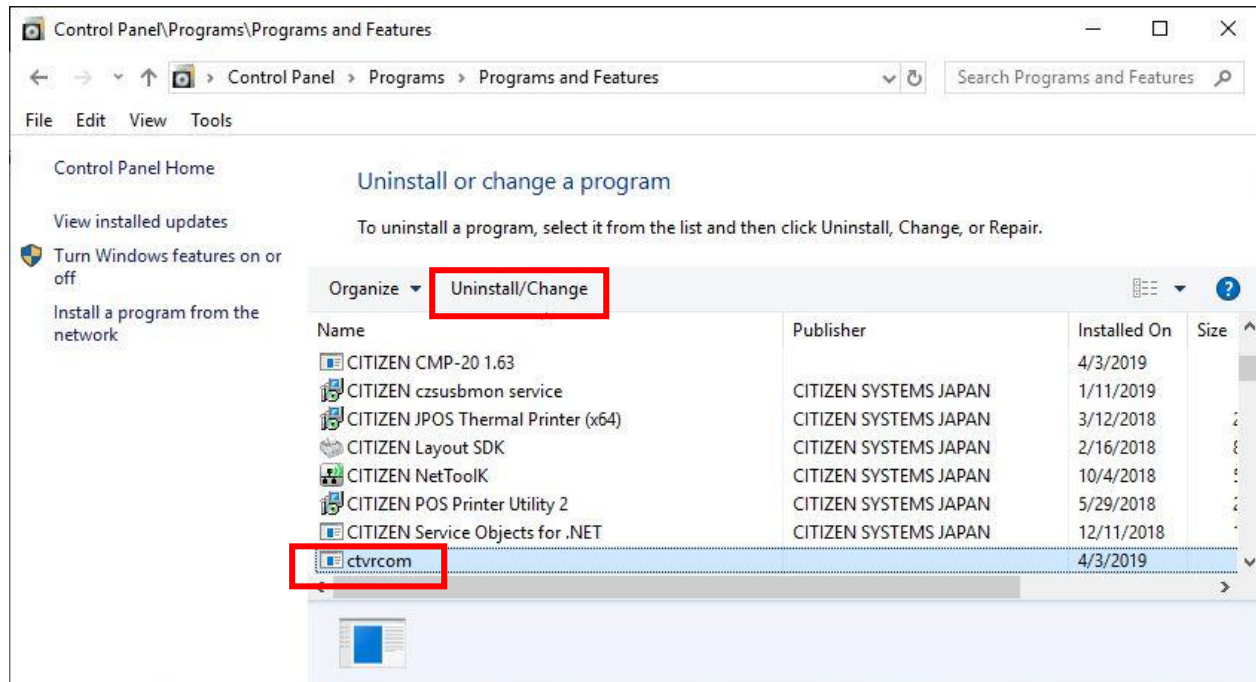 Control Panel\Programs\Programs and Features
Control Panel > Programs > Programs and Features
Search Programs and Features
File Edit View Tools
Control Panel Home
View installed updates
Turn Windows features on or
off
Install a program from the
network
Uninstall or change a program
To uninstall a program, select it from the list and then click Uninstall, Change, or Repair.
Organize Uninstall/Change
Name Publisher Installed On Size
CITIZEN CMP-20 1.63 4/3/2019
CITIZEN czsusbmon service CITIZEN SYSTEMS JAPAN 1/11/2019
CITIZEN JPOS Thermal Printer (x64) CITIZEN SYSTEMS JAPAN 3/12/2018
CITIZEN Layout SDK CITIZEN SYSTEMS JAPAN 2/16/2018
CITIZEN NetToolK CITIZEN SYSTEMS JAPAN 10/4/2018
CITIZEN POS Printer Utility 2 CITIZEN SYSTEMS JAPAN 5/29/2018
CITIZEN Service Objects for .NET CITIZEN SYSTEMS JAPAN 12/11/2018
ctvrcom 4/3/2019